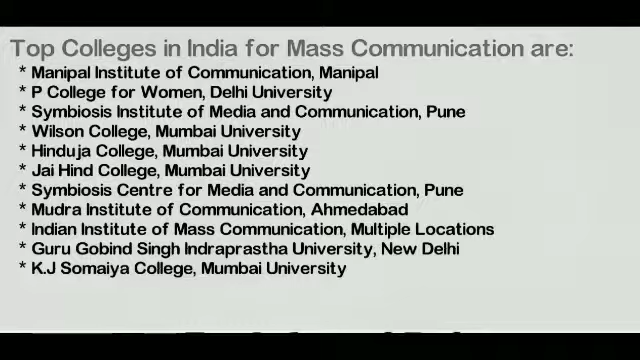 Top Colleges in India for Mass Communication are:
* Manipal Institute of Communication, Manipal
* P College for Women, Delhi University
* Symbiosis Institute of Media and Communication, Pune
* Wilson College, Mumbai University
* Hinduja College, Mumbai University
* Jai Hind College, Mumbai University
* Symbiosis Centre for Media and Communication, Pune
* Mudra Institute of Communication, Ahmedabad
* Indian Institute of Mass Communication, Multiple Locations
* Guru Gobind Singh Indraprastha University, New Delhi
* K.J Somaiya College, Mumbai University